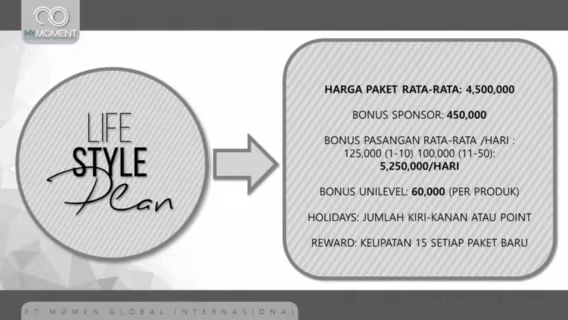 MYMOMENT
LIFE
STYLE
Plan
HARGA PAKET RATA-RATA: 4,500,000
BONUS SPONSOR: 450,000
BONUS PASANGAN RATA-RATA /HARI :
125,000 (1-10) 100,000 (11-50):
5,250,000/HARI
BONUS UNILEVEL: 60,000 (PER PRODUK)
HOLIDAYS: JUMLAH KIRI-KANAN ATAU POINT
REWARD: KELIPATAN 15 SETIAP PAKET BARU
PT. MOMEN GLOBAL INTERNASIONAL